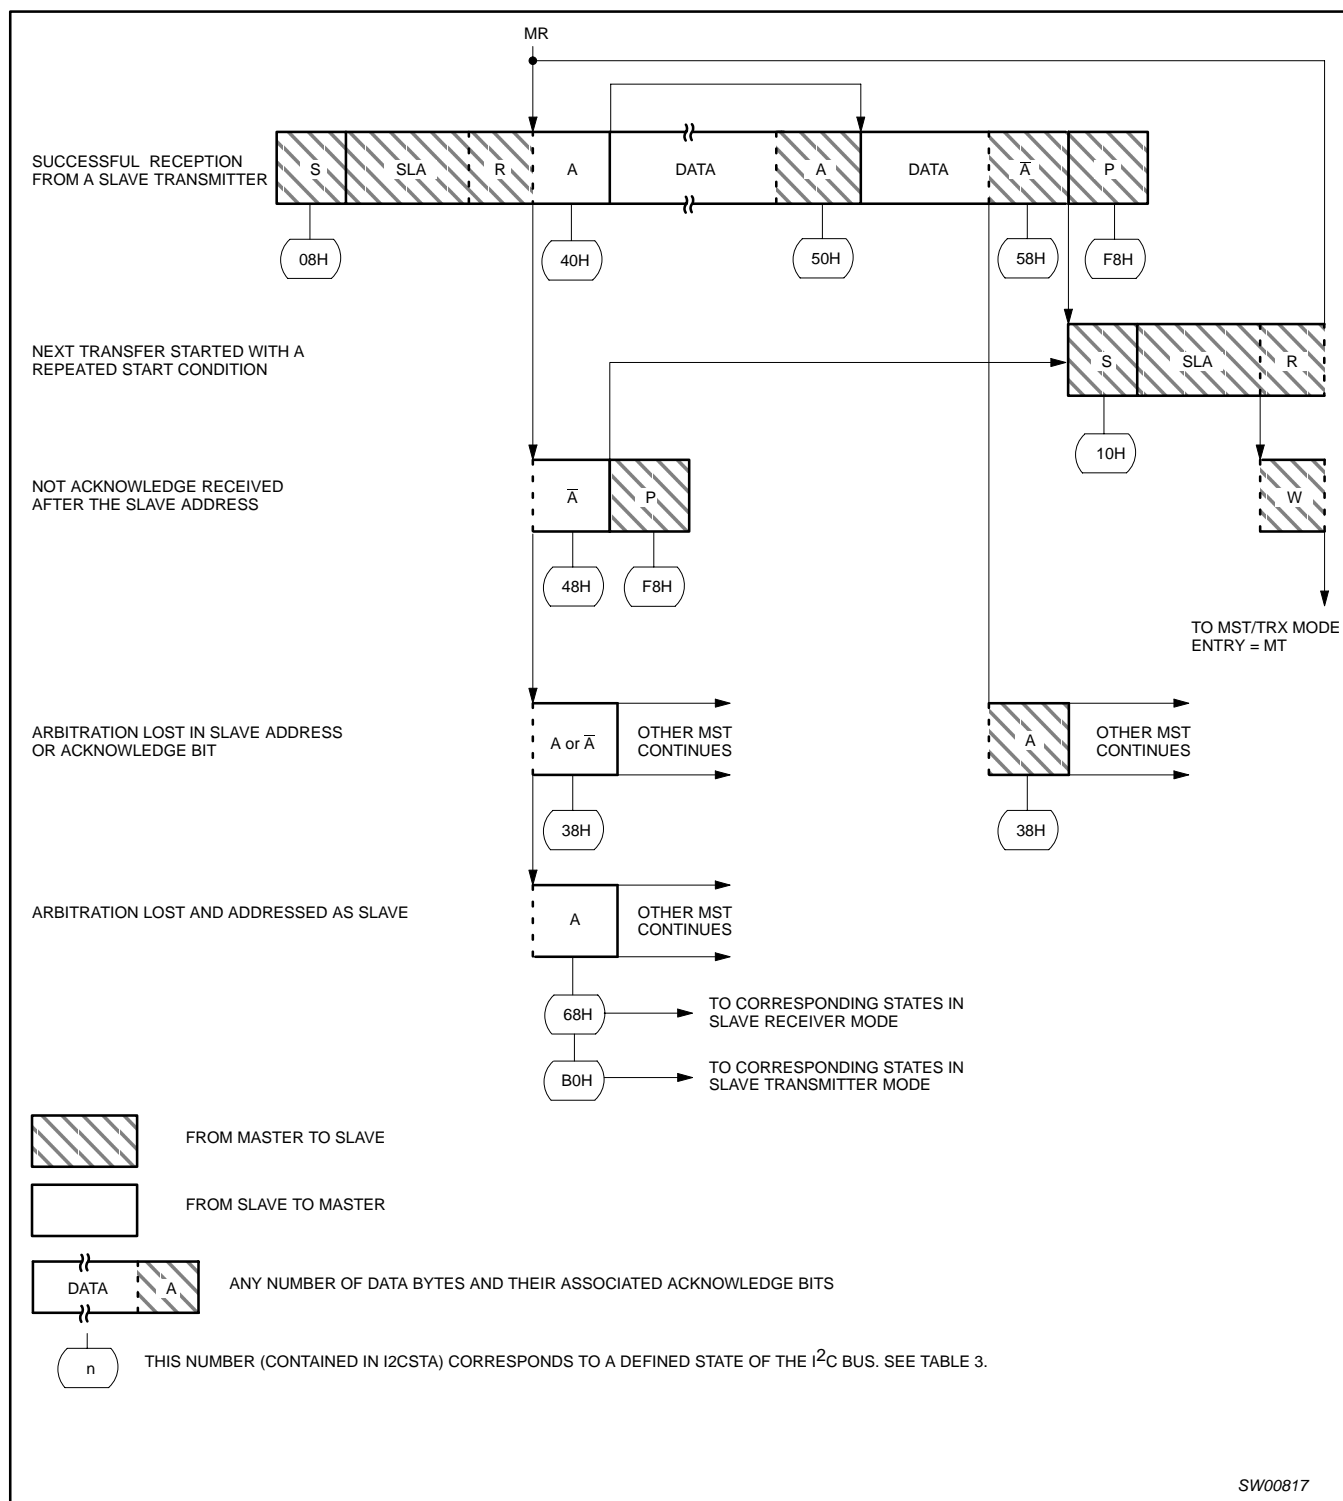 MR
SUCCESSFUL RECEPTION
FROM A SLAVE TRANSMITTER
S SLA R A DATA A DATA A̅ P
08H 40H 50H 58H F8H
NEXT TRANSFER STARTED WITH A
REPEATED START CONDITION
S SLA R
10H
NOT ACKNOWLEDGE RECEIVED
AFTER THE SLAVE ADDRESS
A̅ P W
48H F8H
TO MST/TRX MODE
ENTRY = MT
ARBITRATION LOST IN SLAVE ADDRESS
OR ACKNOWLEDGE BIT
A or A̅
OTHER MST
CONTINUES
A
OTHER MST
CONTINUES
38H 38H
ARBITRATION LOST AND ADDRESSED AS SLAVE
A
OTHER MST
CONTINUES
68H
TO CORRESPONDING STATES IN
SLAVE RECEIVER MODE
B0H
TO CORRESPONDING STATES IN
SLAVE TRANSMITTER MODE
FROM MASTER TO SLAVE
FROM SLAVE TO MASTER
DATA A ANY NUMBER OF DATA BYTES AND THEIR ASSOCIATED ACKNOWLEDGE BITS
n THIS NUMBER (CONTAINED IN I2CSTA) CORRESPONDS TO A DEFINED STATE OF THE I²C BUS. SEE TABLE 3.
SW00817